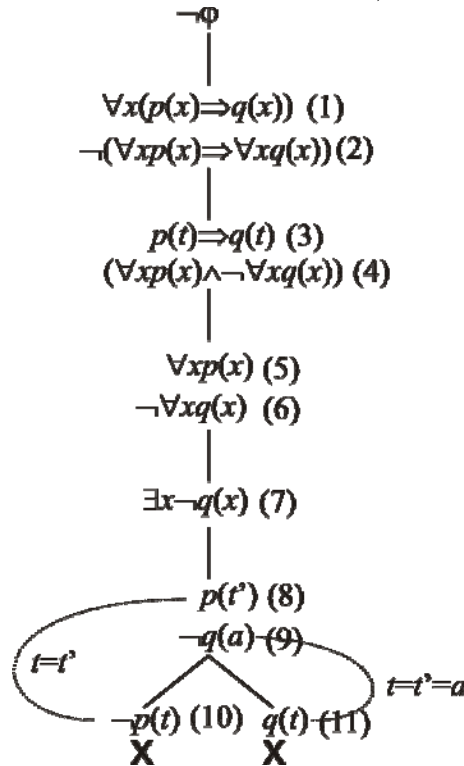 ¬φ
∀x(p(x)⇒q(x)) (1)
¬(∀xp(x)⇒∀xq(x)) (2)
p(t)⇒q(t) (3)
(∀xp(x)∧¬∀xq(x)) (4)
∀xp(x) (5)
¬∀xq(x) (6)
∃x¬q(x) (7)
p(t’) (8)
¬q(a) (9)
t=t’
t=t’=a
¬p(t) (10) q(t) (11)
X X